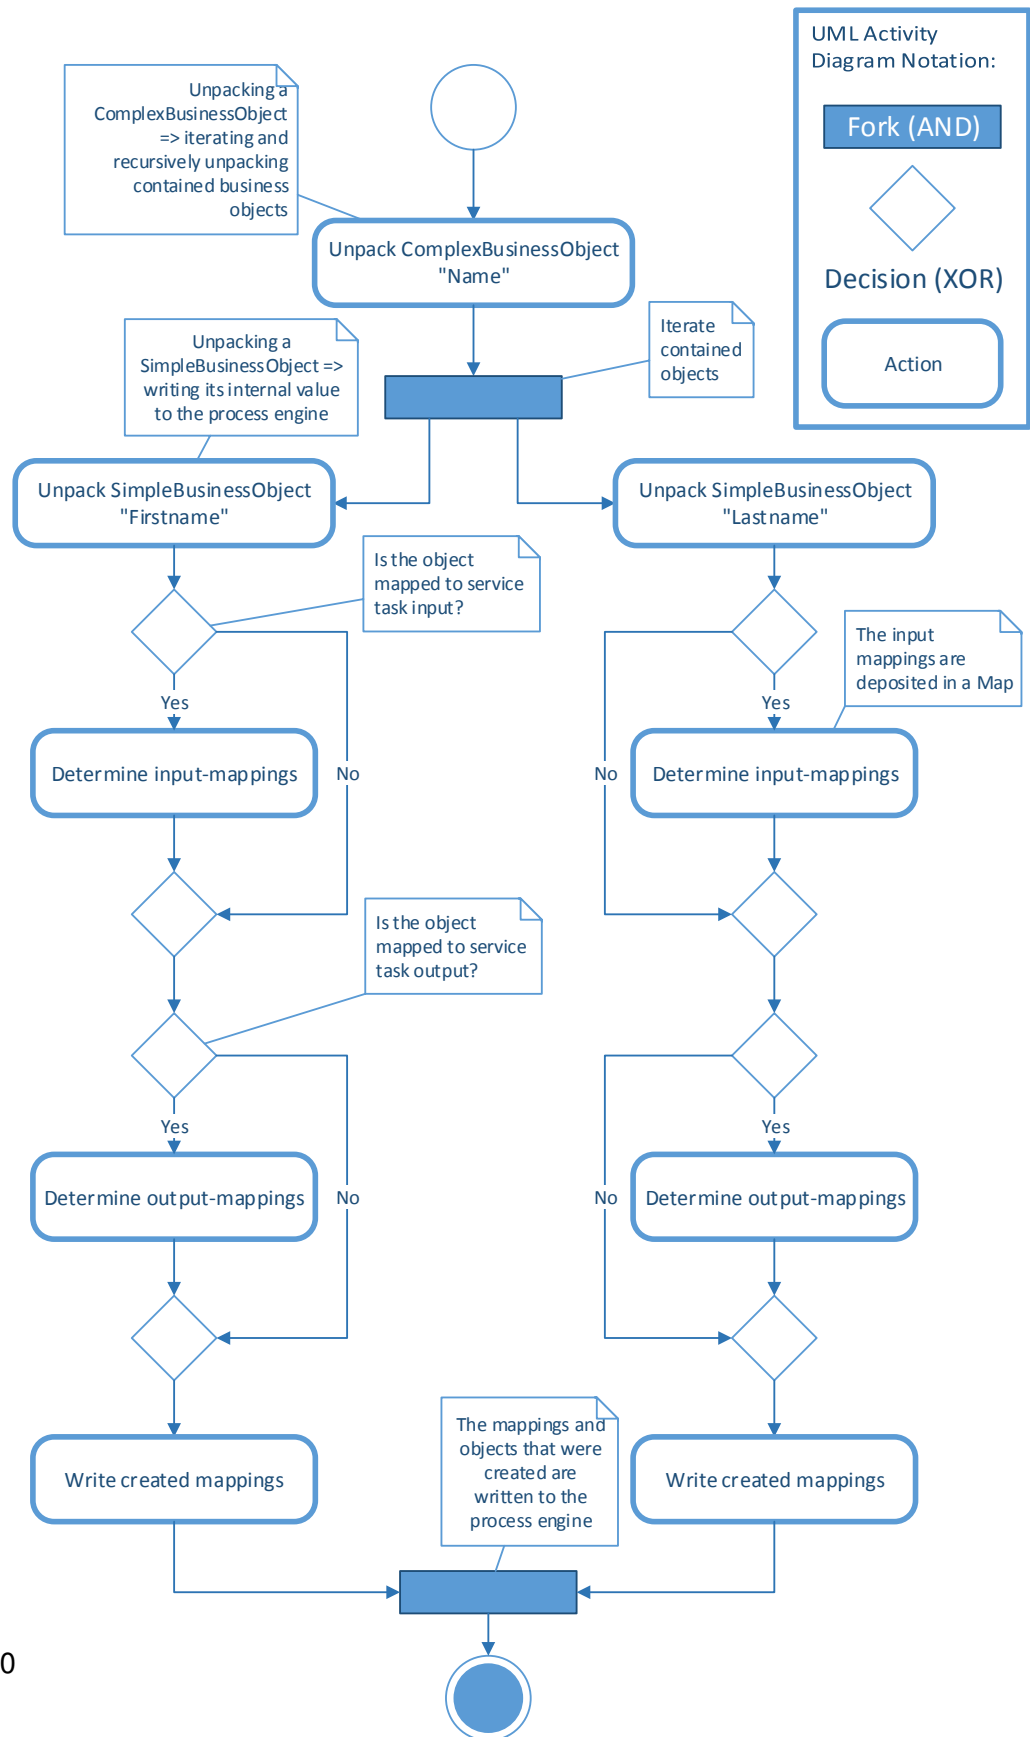 UML Activity
Diagram Notation:
Fork (AND)
Decision (XOR)
Action
Unpacking a
ComplexBusinessObject
=> iterating and
recursively unpacking
contained business
objects
Unpack ComplexBusinessObject
"Name"
Iterate
contained
objects
Unpacking a
SimpleBusinessObject =>
writing its internal value
to the process engine
Unpack SimpleBusinessObject
"Firstname"
Unpack SimpleBusinessObject
"Lastname"
Is the object
mapped to service
task input?
The input
mappings are
deposited in a Map
Yes
Yes
Determine input-mappings
No
No
Determine input-mappings
Is the object
mapped to service
task output?
Yes
Yes
Determine output-mappings
No
No
Determine output-mappings
The mappings and
objects that were
created are
written to the
process engine
Write created mappings
Write created mappings
0